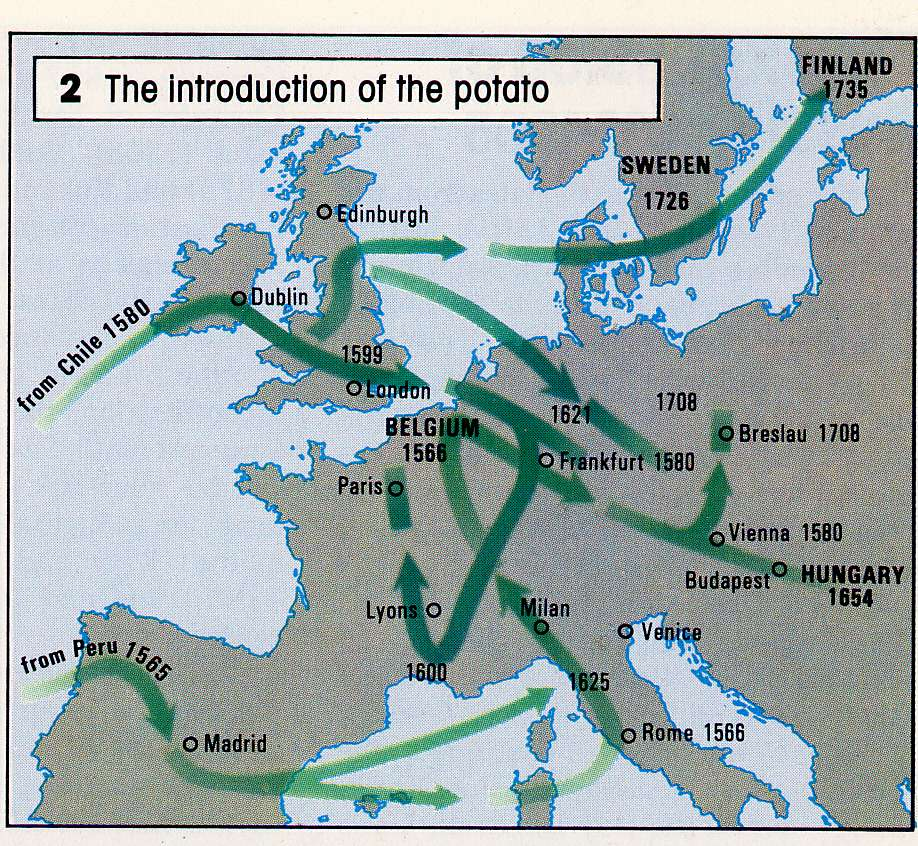 2 The introduction of the potato
FINLAND
1735
SWEDEN
1726
Edinburgh
Dublin
from Chile 1580
1599
London
BELGIUM
1566
1621
1708
Breslau 1708
Frankfurt 1580
Paris
Vienna 1580
Budapest
HUNGARY
1654
Lyons
Milan
Venice
1600
from Peru 1565
1625
Madrid
Rome 1566